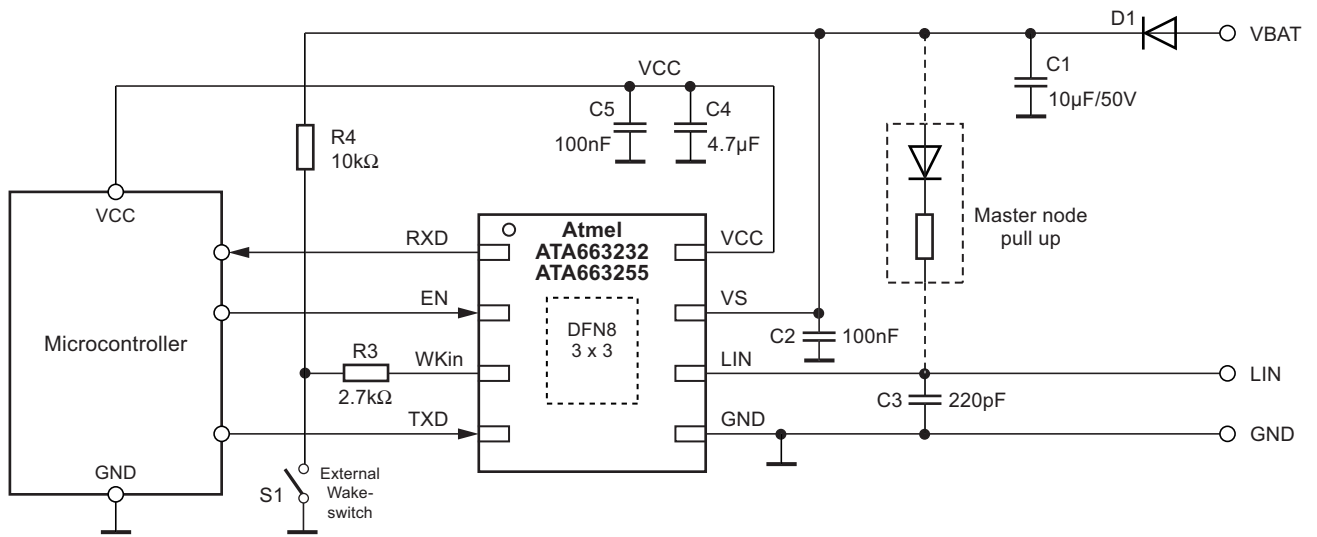 D1
VBAT
VCC
C1
10µF/50V
C5
100nF
C4
4.7µF
R4
10kΩ
VCC
Master node
pull up
RXD
Atmel
ATA663232
ATA663255
VCC
EN
VS
DFN8
3 x 3
C2
100nF
Microcontroller
R3
2.7kΩ
WKin
LIN
LIN
C3
220pF
TXD
GND
GND
GND
S1
External
Wake-
switch